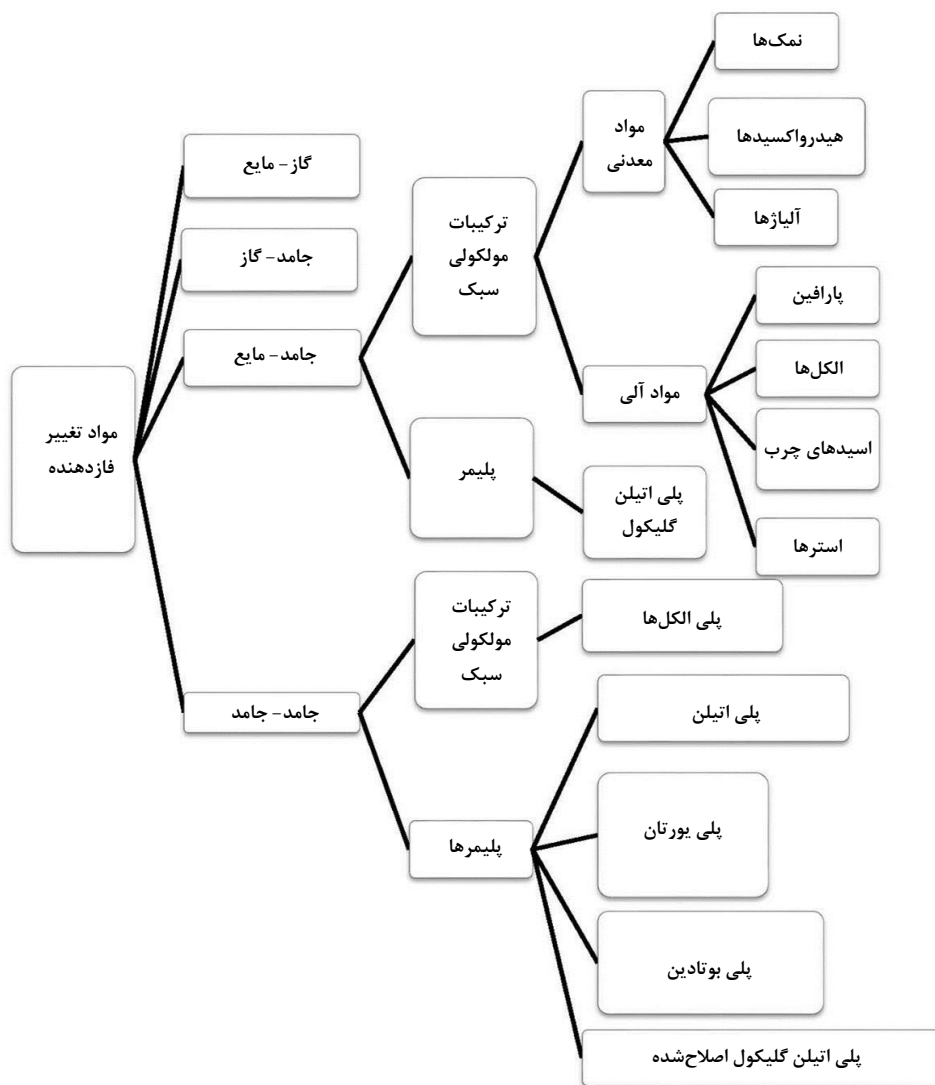 مواد تغییر
فازدهنده
گاز- مایع
جامد- گاز
جامد- مایع
ترکیبات
مولکولی
سبک
مواد
معدنی
نمک‌ها
هیدرواکسیدها
آلیاژها
مواد آلی
پارافین
الکل‌ها
اسیدهای چرب
استرها
پلیمر
پلی اتیلن
گلیکول
جامد- جامد
ترکیبات
مولکولی
سبک
پلی الکل‌ها
پلیمرها
پلی اتیلن
پلی یورتان
پلی بوتادین
پلی اتیلن گلیکول اصلاح‌شده